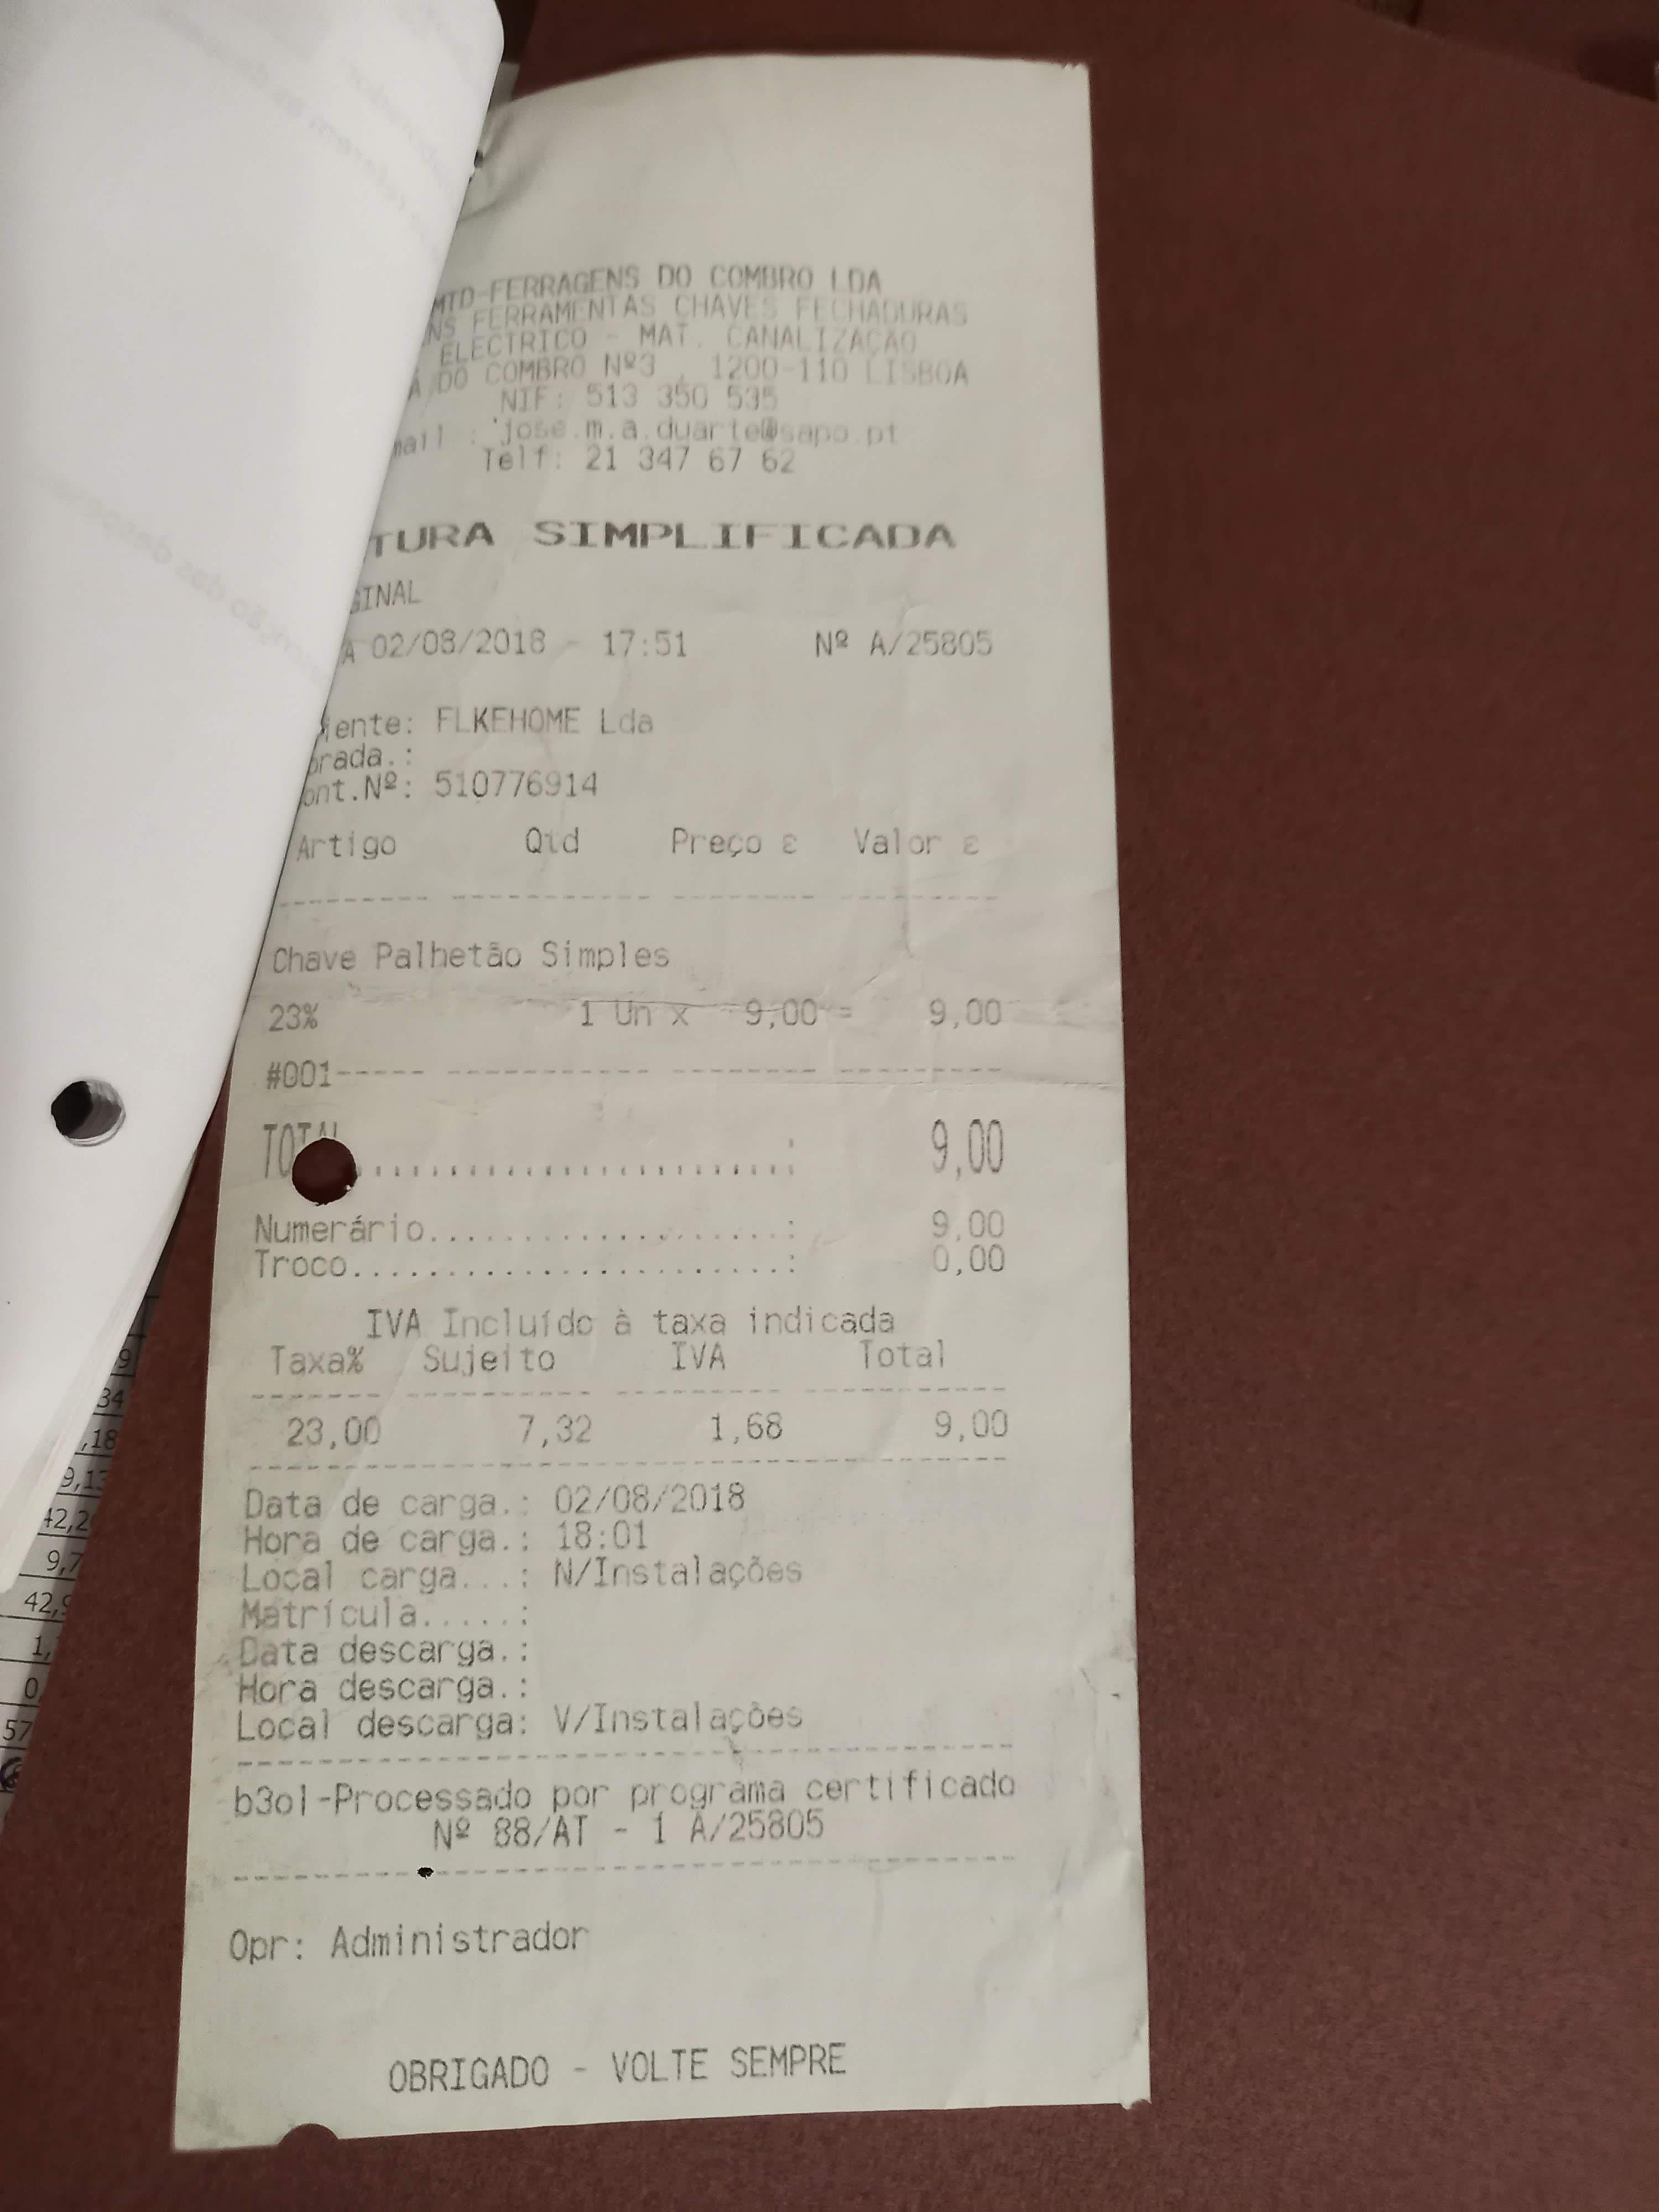 MTD-FERRAGENS DO COMBRO LDA
NS FERRAMENTAS CHAVES FECHADURAS
ELECTRICO - MAT. CANALIZAÇAO
A DO COMBRO Nº3 , 1200-110 LISBOA
NIF: 513 350 535
mail : jose.m.a.duarte@sapo.pt
Telf: 21 347 67 62
TURA SIMPLIFICADA
GINAL
A 02/08/2018 - 17:51 Nº A/25805
iente: FLKEHOME Lda
orada.:
ont.Nº: 510776914
Artigo Qtd Preço € Valor €
Chave Palhetão Simples
23% 1 Un x 9,00 = 9,00
#001
TOTAL : 9,00
Numerário.....................: 9,00
Troco.........................: 0,00
IVA Incluído à taxa indicada
Taxa% Sujeito IVA Total
23,00 7,32 1,68 9,00
Data de carga.: 02/08/2018
Hora de carga.: 18:01
Local carga...: N/Instalações
Matrícula.....:
Data descarga.:
Hora descarga.:
Local descarga: V/Instalações
b3ol-Processado por programa certificado
Nº 88/AT - 1 A/25805
Opr: Administrador
OBRIGADO - VOLTE SEMPRE
9
34
,18
9,13
42,2
9,7
42,9
1,
0,
57